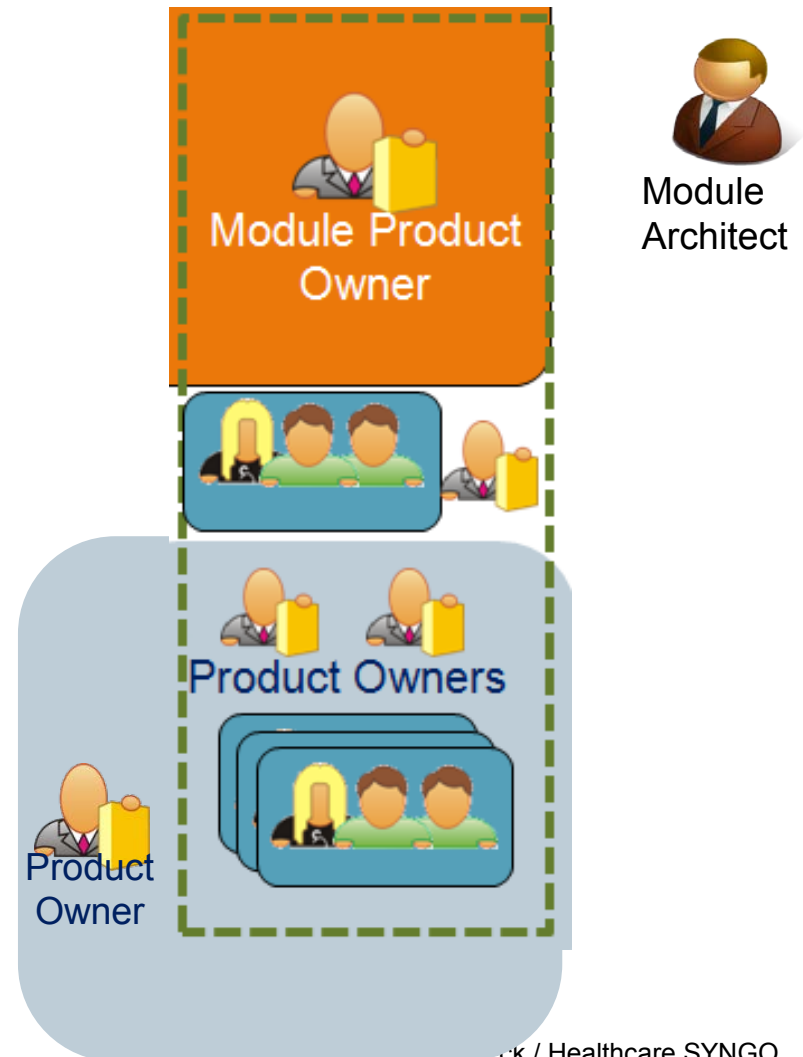 Module Product
Owner
Module
Architect
Product Owners
Product
Owner
/ Healthcare SYNGO